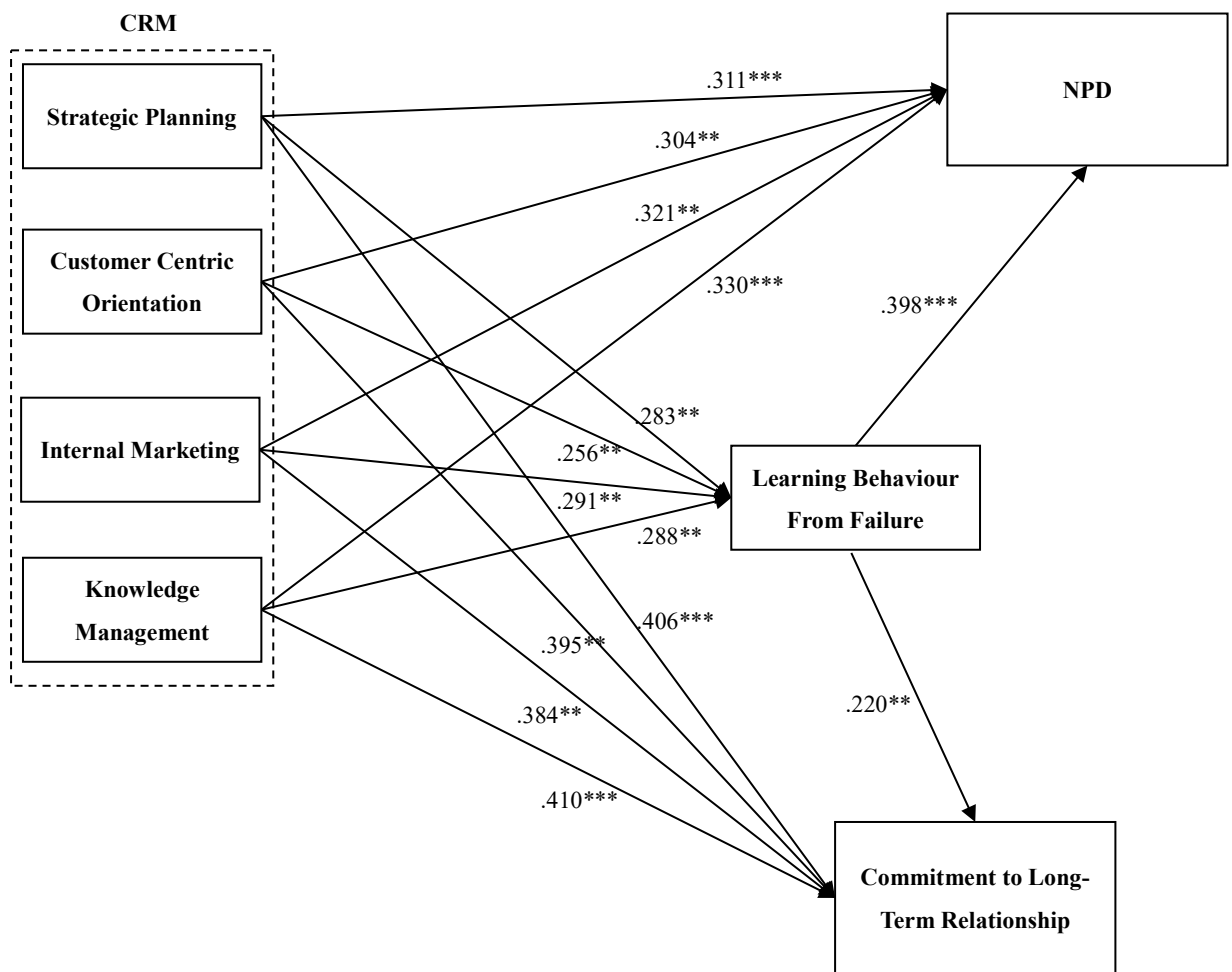 CRM
Strategic Planning
Customer Centric
Orientation
Internal Marketing
Knowledge
Management
.311***
.304**
.321**
.330***
NPD
.398***
.283**
.256**
.291**
.288**
Learning Behaviour
From Failure
.406***
.395**
.384**
.410***
.220**
Commitment to Long-
Term Relationship